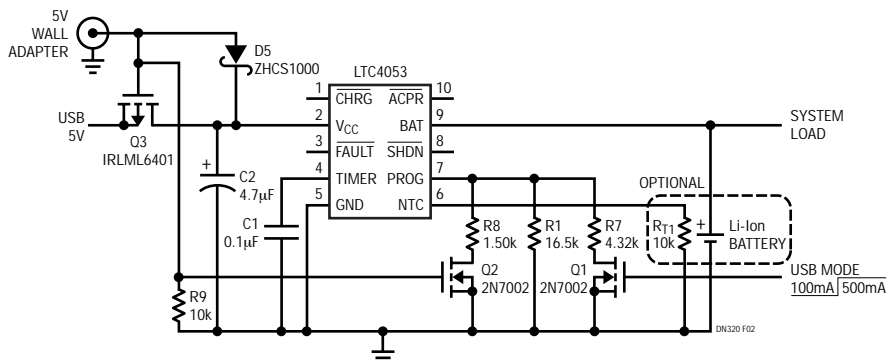 5V
WALL
ADAPTER
D5
ZHCS1000
LTC4053
1
CHRG
ACPR
10
USB
5V
2
VCC
BAT
9
SYSTEM
LOAD
Q3
IRLML6401
3
FAULT
SHDN
8
+
C2
4.7µF
4
TIMER
PROG
7
OPTIONAL
5
GND
NTC
6
C1
0.1µF
R8
1.50k
R1
16.5k
R7
4.32k
RT1
10k
+
Li-Ion
BATTERY
Q2
2N7002
Q1
2N7002
USB MODE
100mA 500mA
R9
10k
DN320 F02